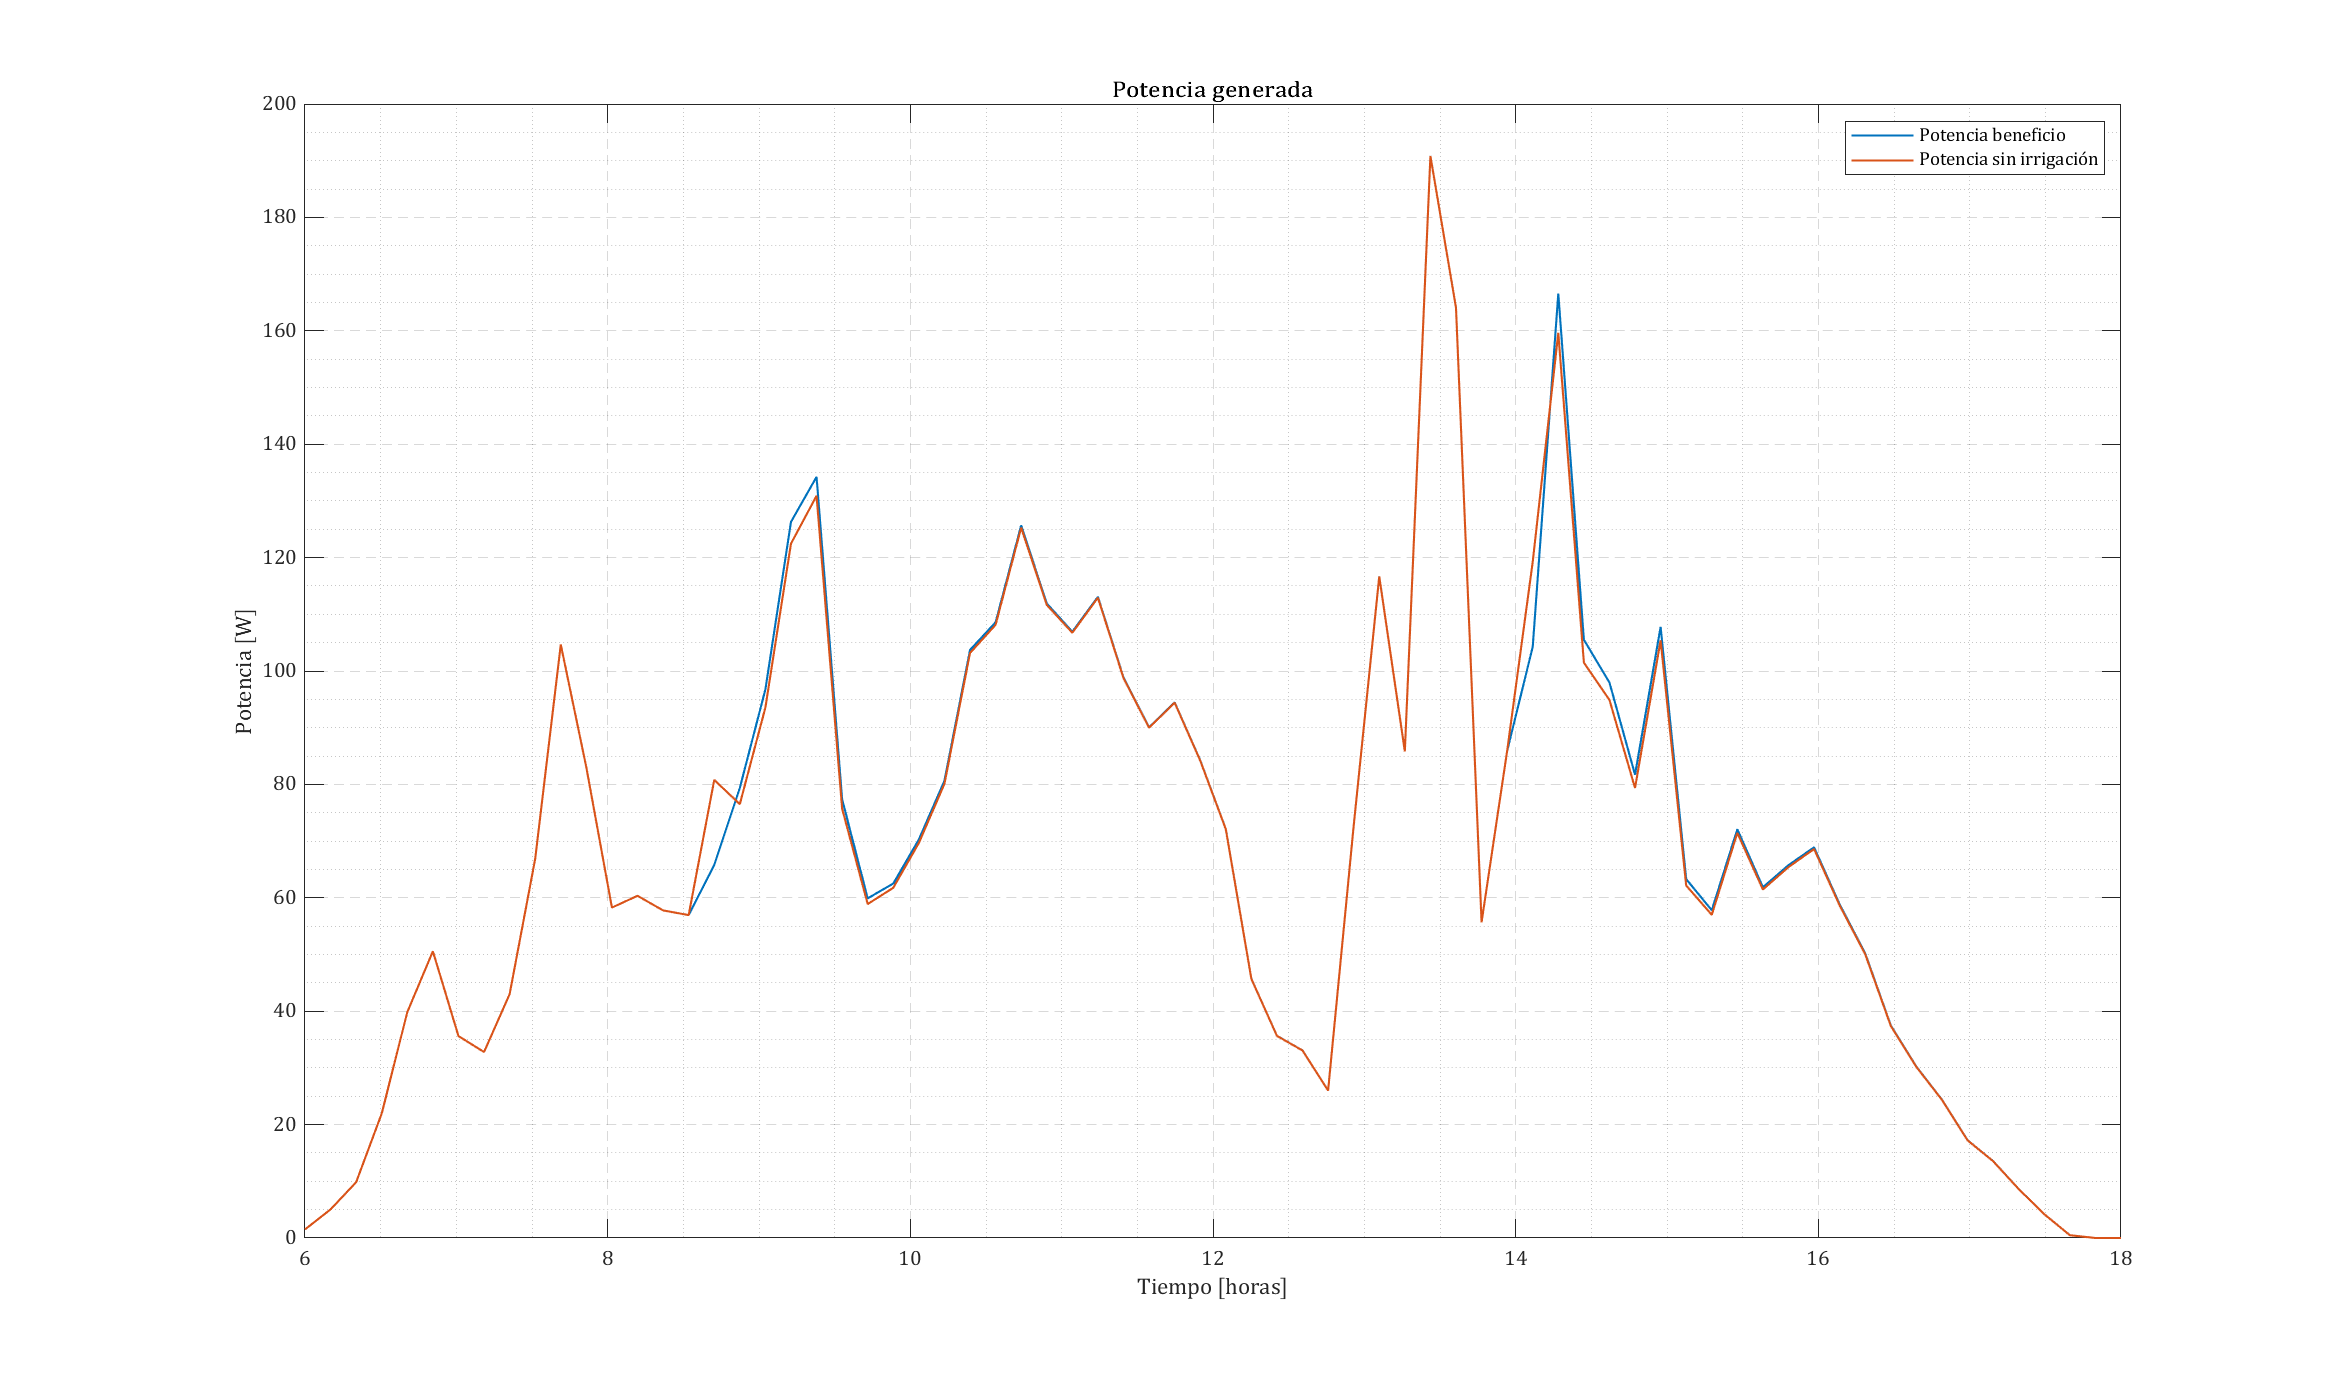 Potencia generada
200
180
160
140
120
100
80
60
40
20
0
Potencia [W]
Potencia beneficio
Potencia sin irrigación
6 8 10 12 14 16 18
Tiempo [horas]